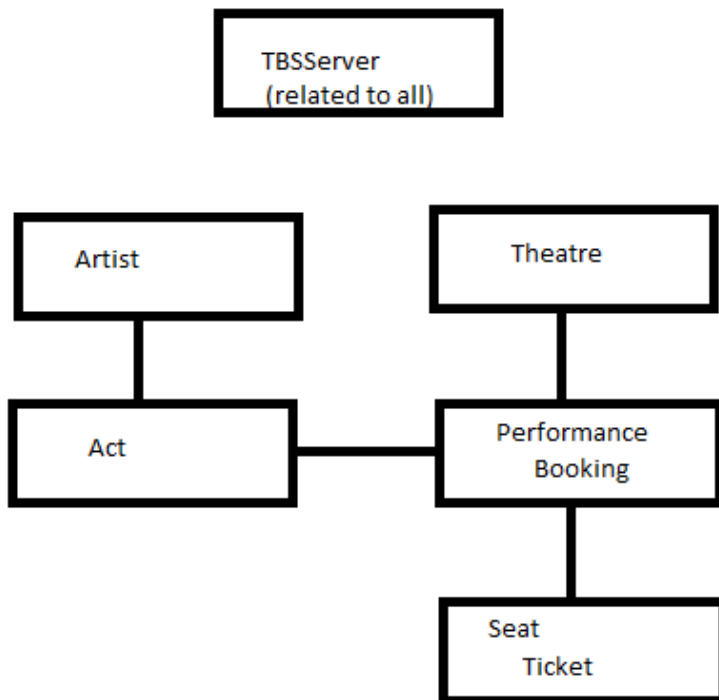 TBSServer
(related to all)
Artist
Theatre
Act
Performance
Booking
Seat
Ticket